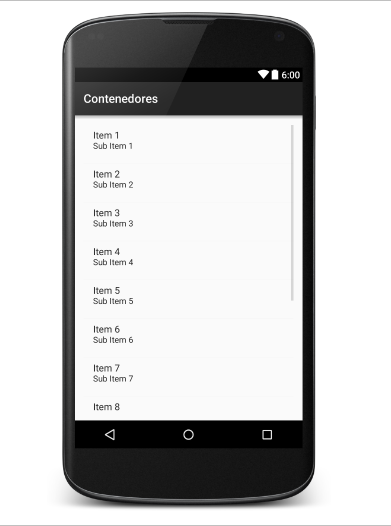 6:00
Contenedores
Item 1
Sub Item 1
Item 2
Sub Item 2
Item 3
Sub Item 3
Item 4
Sub Item 4
Item 5
Sub Item 5
Item 6
Sub Item 6
Item 7
Sub Item 7
Item 8